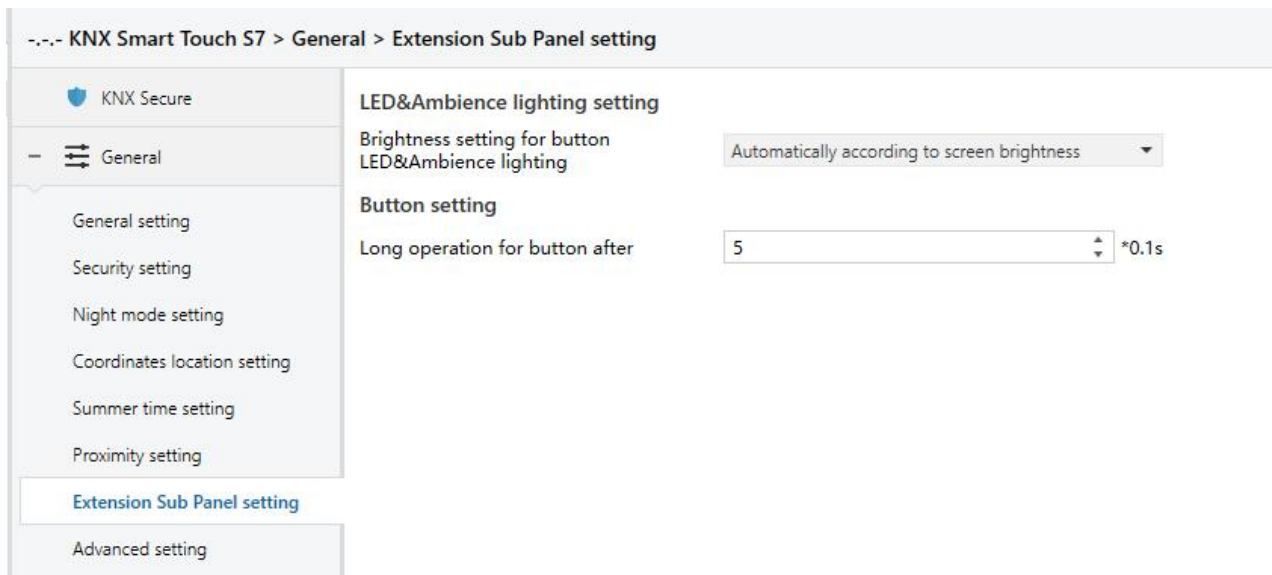 -.-.- KNX Smart Touch S7 > General > Extension Sub Panel setting
KNX Secure
General
General setting
Security setting
Night mode setting
Coordinates location setting
Summer time setting
Proximity setting
Extension Sub Panel setting
Advanced setting
LED&Ambience lighting setting
Brightness setting for button
LED&Ambience lighting
Automatically according to screen brightness
Button setting
Long operation for button after
5
*0.1s